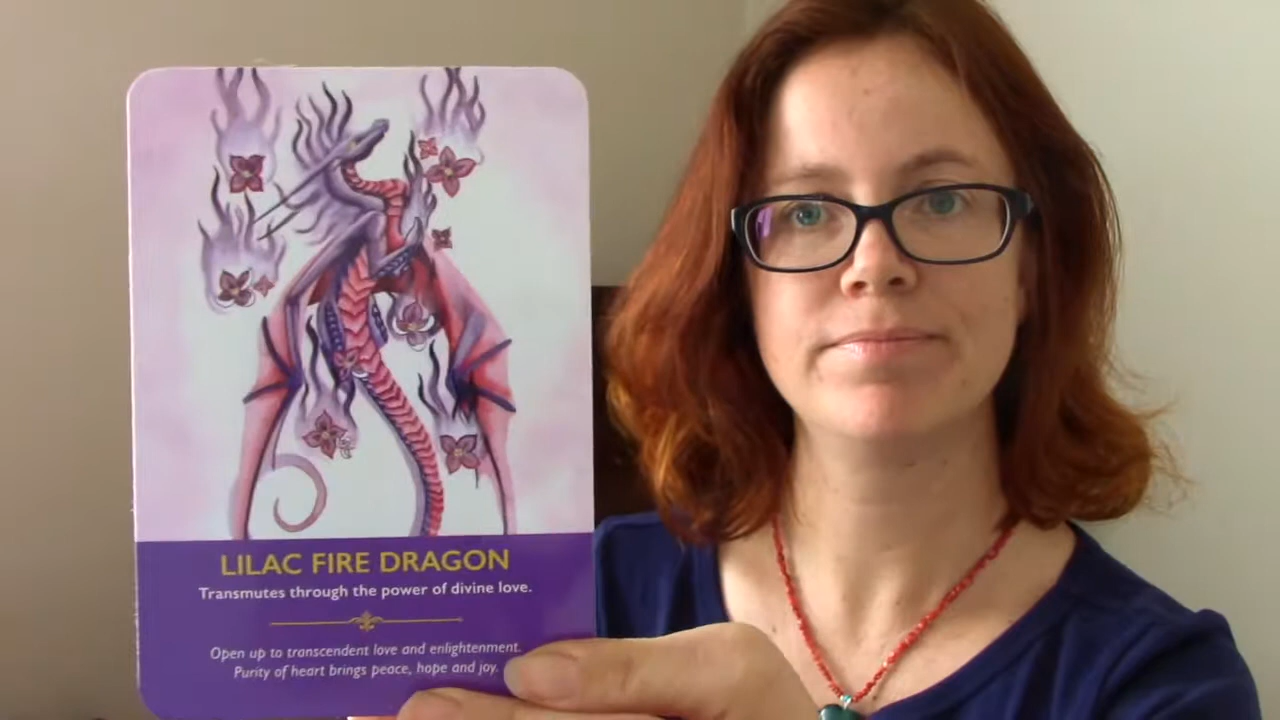 LILAC FIRE DRAGON
Transmutes through the power of divine love.
Open up to transcendent love and enlightenment.
Purity of heart brings peace, hope and joy.